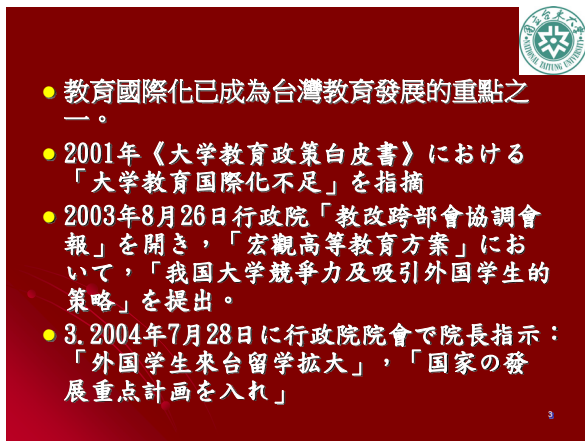 教育國際化已成為台灣教育發展的重點之
一。
2001年《大学教育政策白皮書》における
「大学教育国際化不足」を指摘
2003年8月26日行政院「教改跨部會協調會
報」を開き，「宏觀高等教育方案」にお
いて，「我国大学競爭力及吸引外国学生的
策略」を提出。
3.2004年7月28日に行政院院會で院長指示：
「外国学生來台留学拡大」，「国家の發
展重点計画を入れ」
3